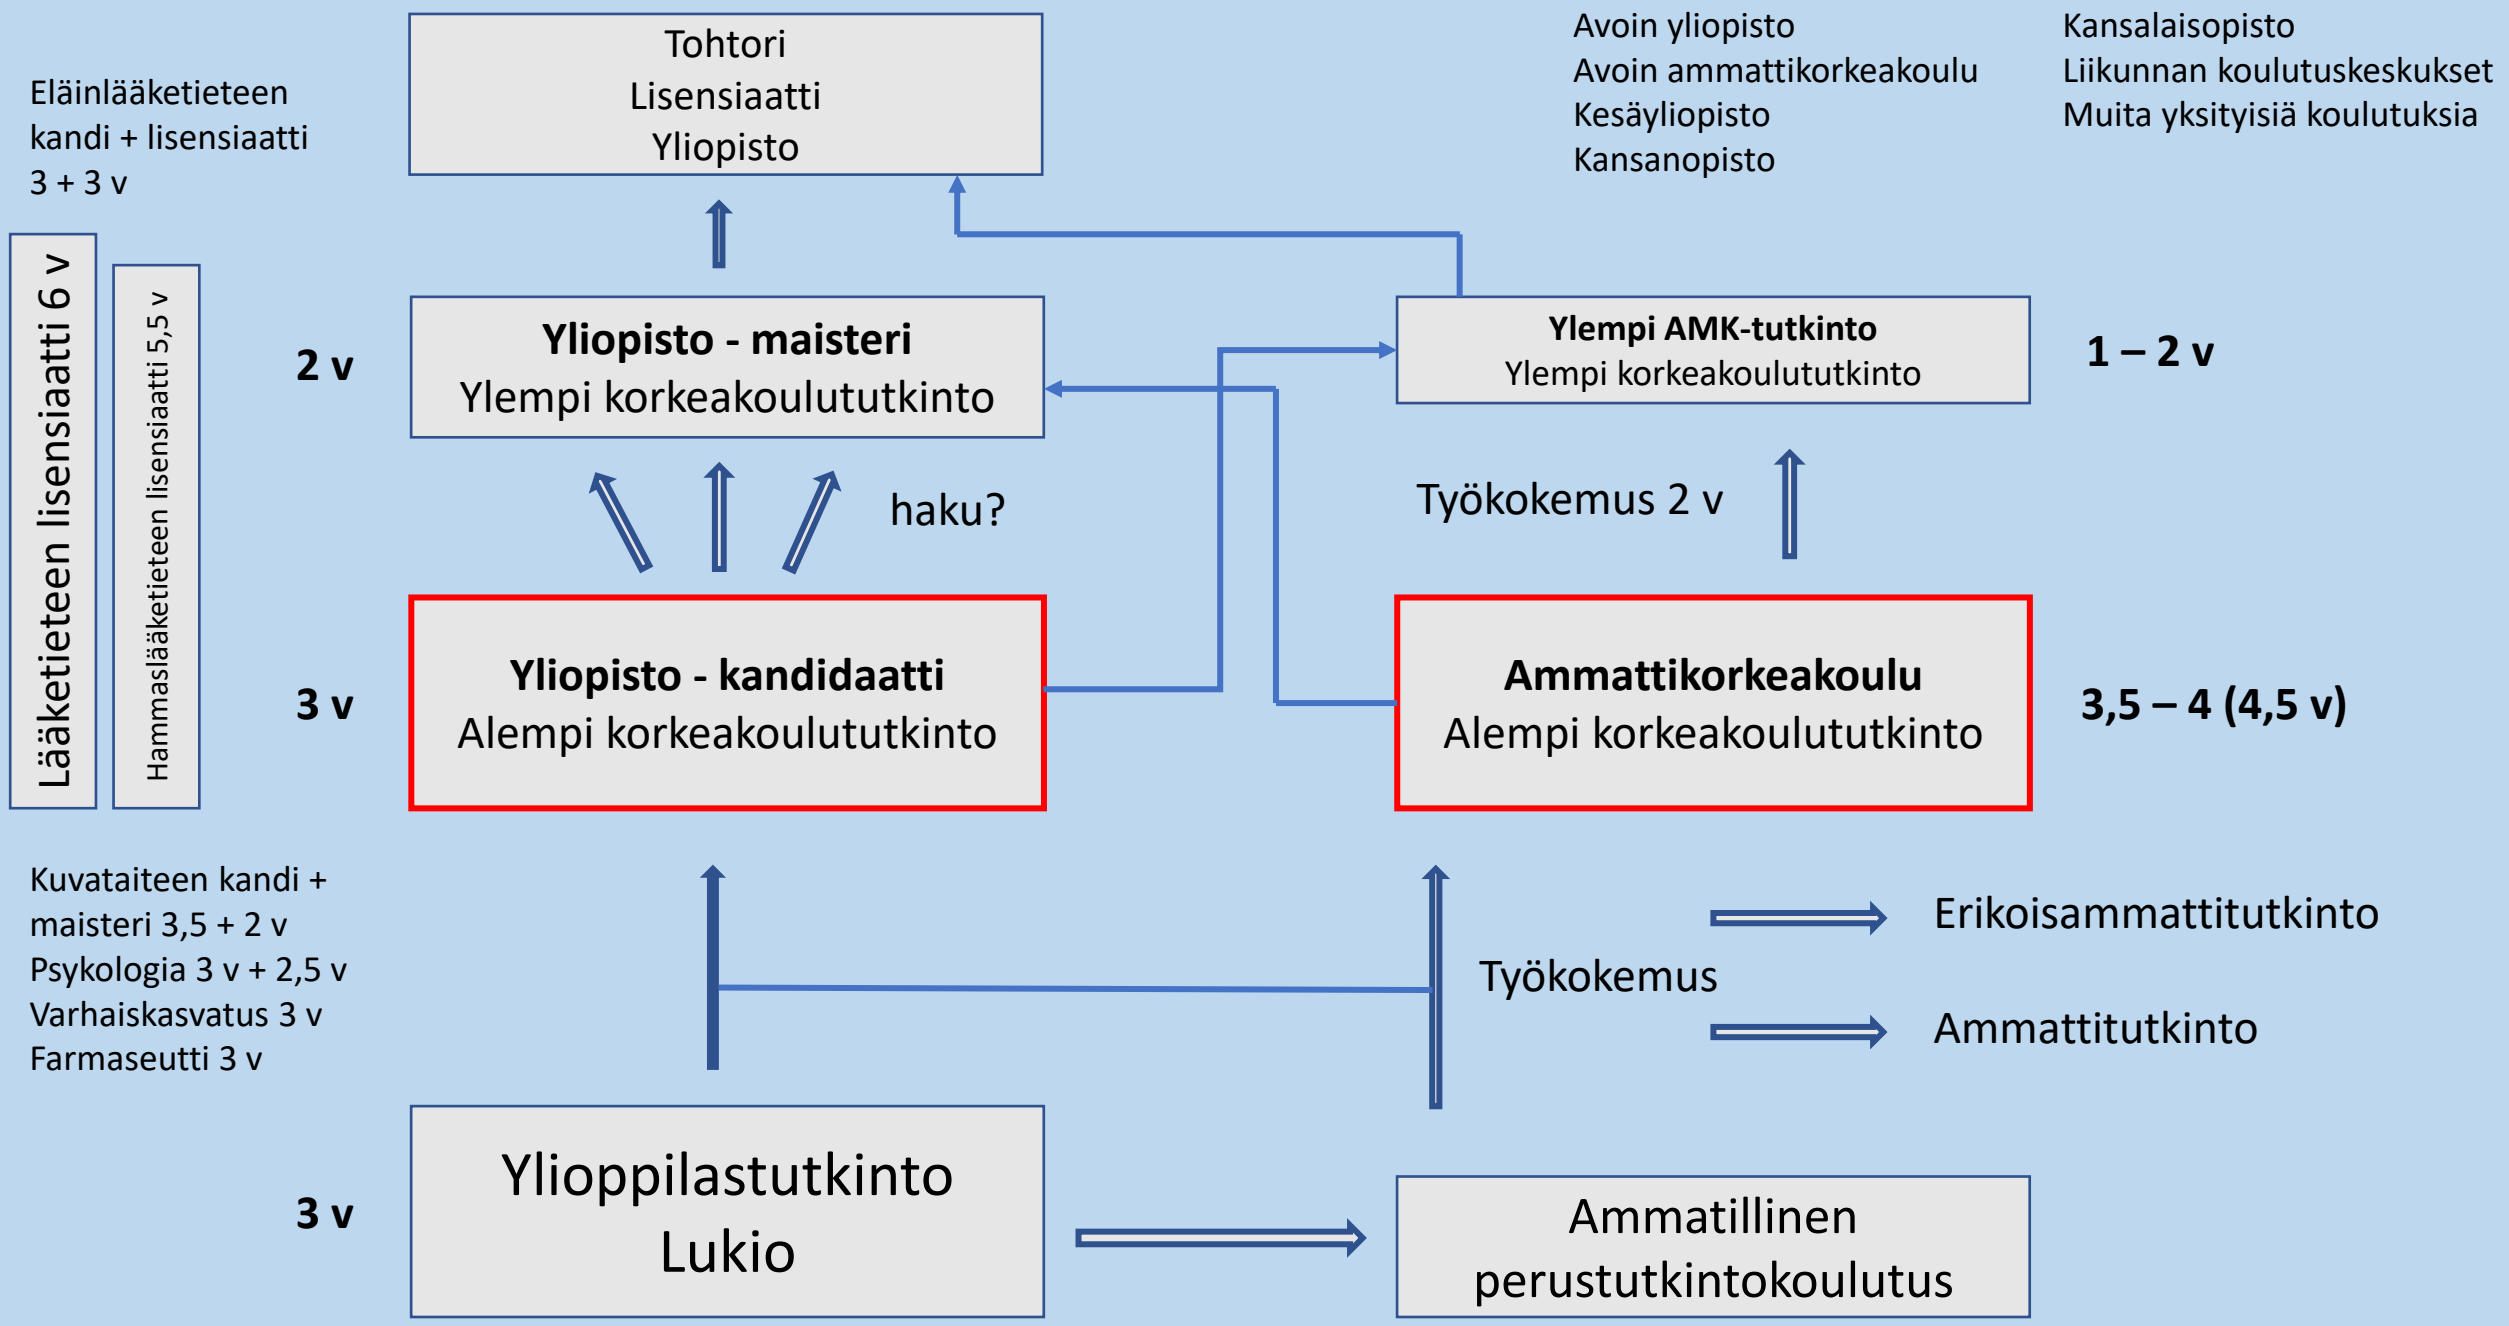 Tohtori
Lisensiaatti
Yliopisto
Avoin yliopisto
Avoin ammattikorkeakoulu
Kesäyliopisto
Kansanopisto
Kansalaisopisto
Liikunnan koulutuskeskukset
Muita yksityisiä koulutuksia
Eläinlääketieteen
kandi + lisensiaatti
3 + 3 v
Lääketieteen lisensiaatti 6 v
Hammaslääketieteen lisensiaatti 5,5 v
2 v
Yliopisto - maisteri
Ylempi korkeakoulututkinto
Ylempi AMK-tutkinto
Ylempi korkeakoulututkinto
1 – 2 v
haku?
Työkokemus 2 v
3 v
Yliopisto - kandidaatti
Alempi korkeakoulututkinto
Ammattikorkeakoulu
Alempi korkeakoulututkinto
3,5 – 4 (4,5 v)
Kuvataiteen kandi +
maisteri 3,5 + 2 v
Psykologia 3 v + 2,5 v
Varhaiskasvatus 3 v
Farmaseutti 3 v
Työkokemus
Erikoisammattitutkinto
Ammattitutkinto
3 v
Ylioppilastutkinto
Lukio
Ammatillinen
perustutkintokoulutus